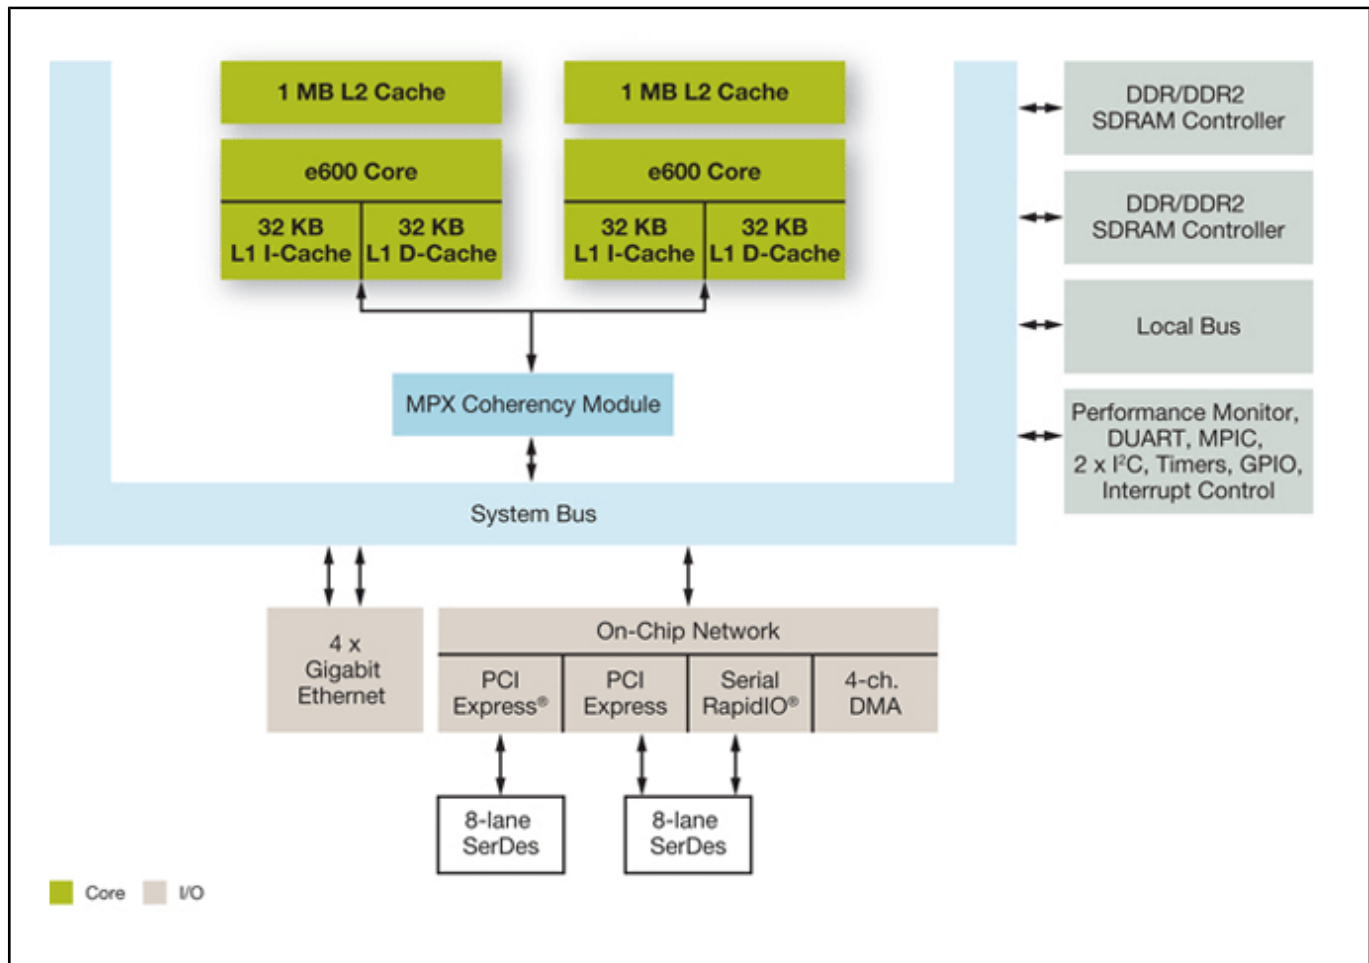 1 MB L2 Cache
1 MB L2 Cache
e600 Core
e600 Core
32 KB
L1 I-Cache
32 KB
L1 D-Cache
32 KB
L1 I-Cache
32 KB
L1 D-Cache
MPX Coherency Module
System Bus
DDR/DDR2
SDRAM Controller
DDR/DDR2
SDRAM Controller
Local Bus
Performance Monitor,
DUART, MPIC,
2 x I²C, Timers, GPIO,
Interrupt Control
4 x
Gigabit
Ethernet
On-Chip Network
PCI
Express®
PCI
Express
Serial
RapidIO®
4-ch.
DMA
8-lane
SerDes
8-lane
SerDes
Core
I/O